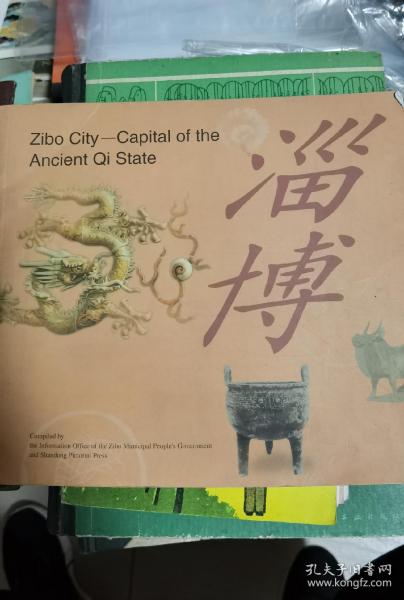 Zibo City—Capital of the
Ancient Qi State
淄
博
Compiled by
the Information Office of the Zibo Municipal People's Government
and Shandong Pictorial Press
孔夫子旧书网
www.kongfz.com